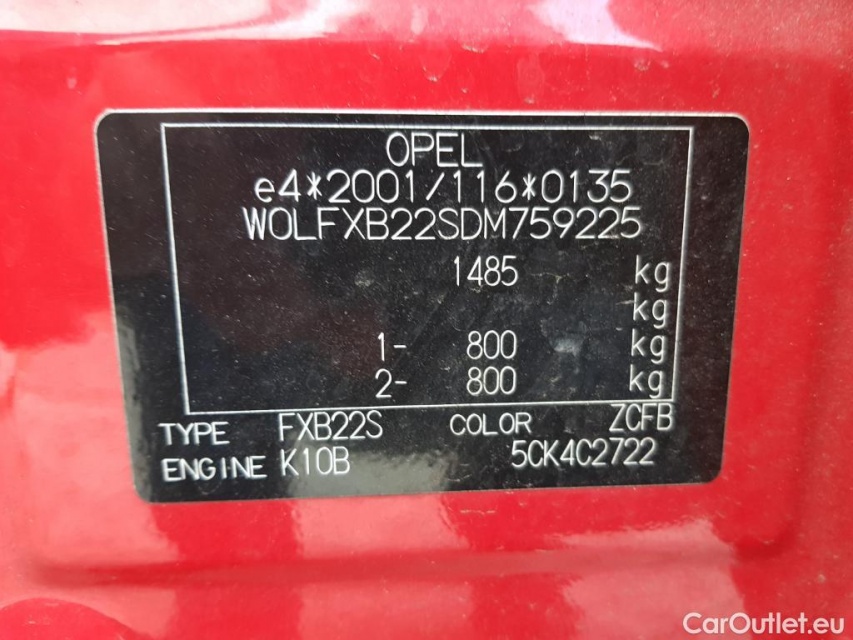 OPEL
e4*2001/116*0135
W0LFXB22SDM759225
1485 kg
kg
1- 800 kg
2- 800 kg
TYPE FXB22S COLOR ZCFB
ENGINE K10B 5CK4C2722
CarOutlet.eu